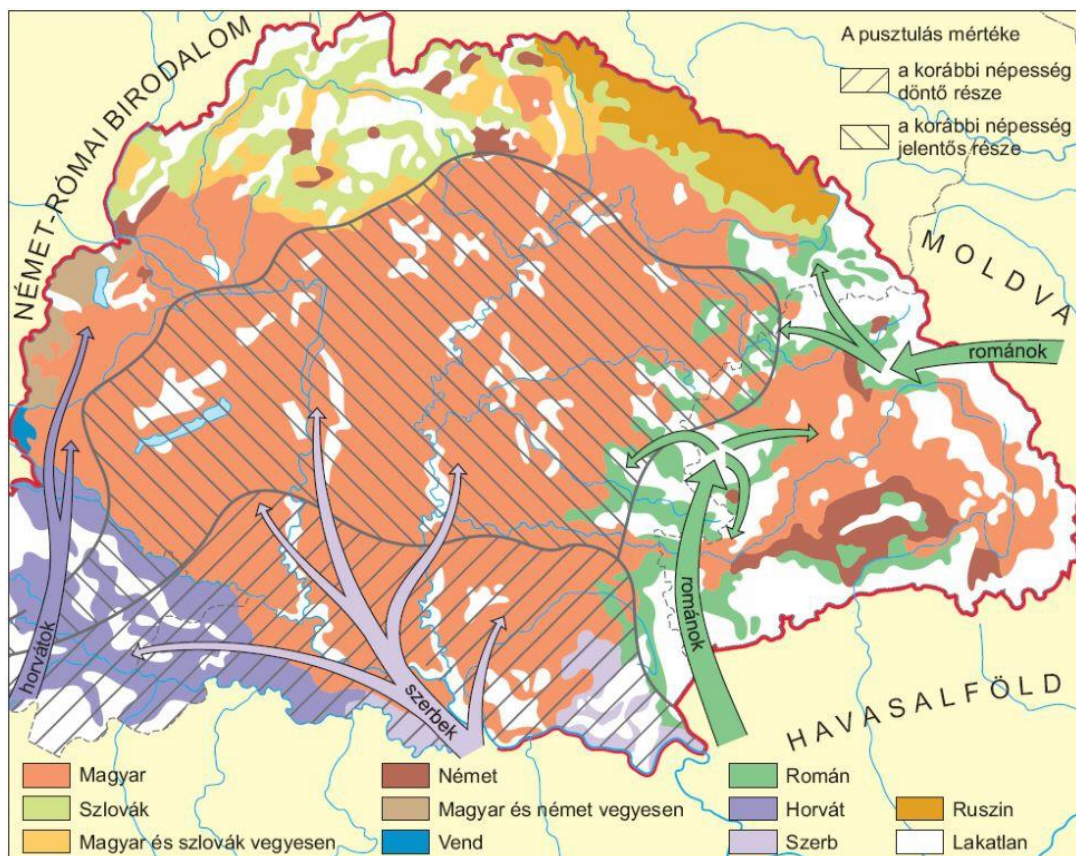 NÉMET-RÓMAI BIRODALOM
A pusztulás mértéke
a korábbi népesség
döntő része
a korábbi népesség
jelentős része
MOLDVA
románok
románok
horvátok
szerbek
HAVASALFÖLD
Magyar
Szlovák
Magyar és szlovák vegyesen
Német
Magyar és német vegyesen
Vend
Román
Horvát
Szerb
Ruszin
Lakatlan